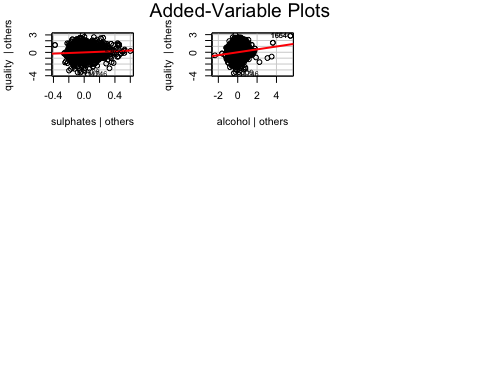 Added-Variable Plots
quality | others
3
0
-4
-0.4
0.0
0.4
sulphates | others
quality | others
3
0
-4
-2
0
2
4
alcohol | others